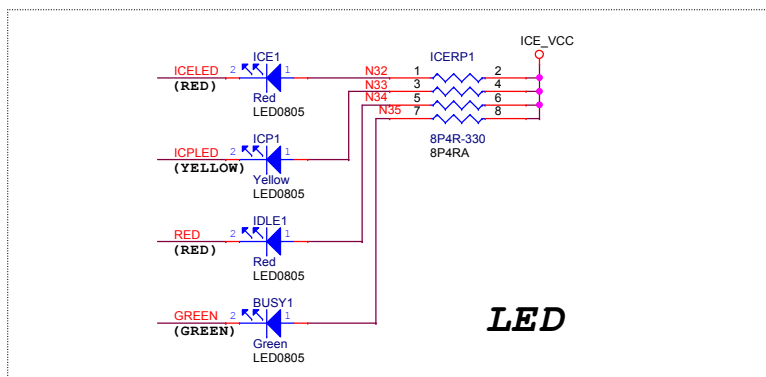 ICE_VCC
ICE1
ICERP1
ICELED 2 1 N32 1 2
(RED)
Red
LED0805
N33 3 4
N34 5 6
N35 7 8
8P4R-330
8P4RA
ICP1
ICPLED 2 1
(YELLOW)
Yellow
LED0805
IDLE1
RED 2 1
(RED)
Red
LED0805
BUSY1
GREEN 2 1
(GREEN)
Green
LED0805
LED